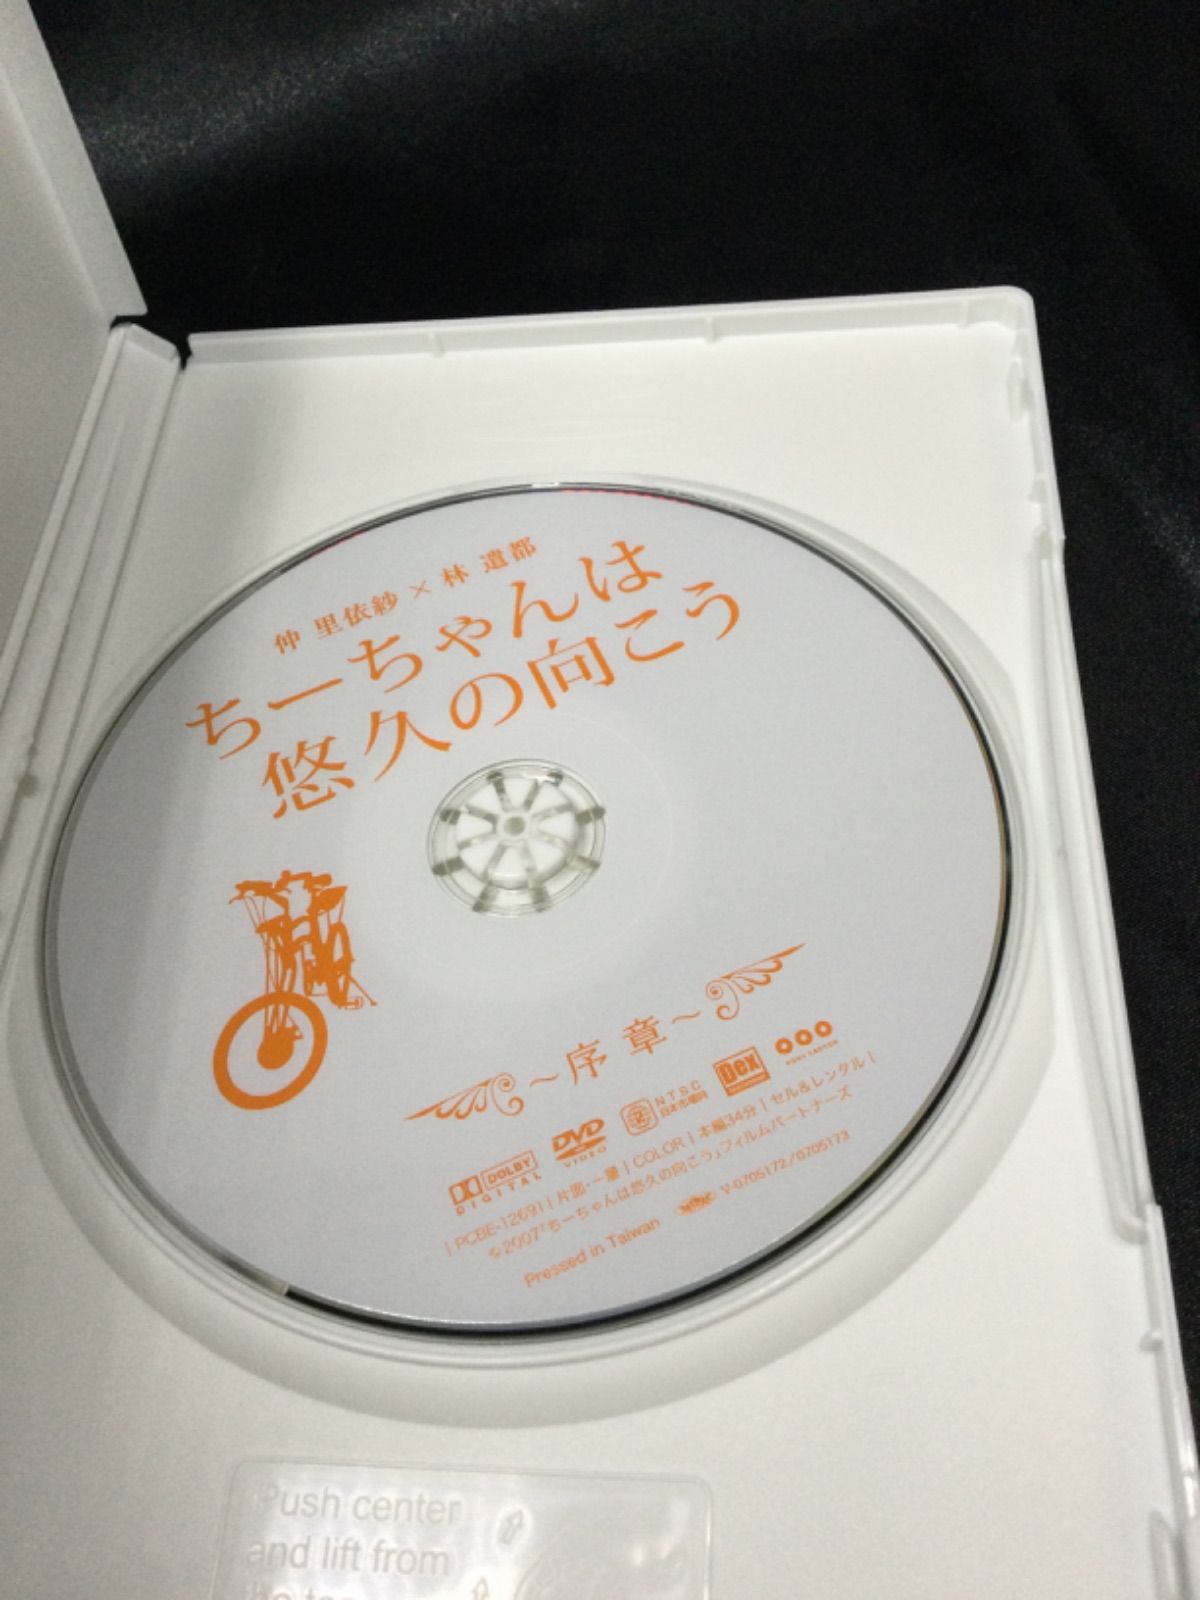 仲 里依紗 × 林 遣都
ちーちゃんは
悠久の向こう
～序 章～
DOLBY
DIGITAL
DVD
VIDEO
2
NTSC
日本市場向
Dex
PONY CANYON
| PCBE-12691 | 片面・一層 | COLOR | 本編34分 | セル&レンタル |
©2007「ちーちゃんは悠久の向こう」フィルムパートナーズ
Pressed in Taiwan
V-0705172/0705173
Push center
and lift from